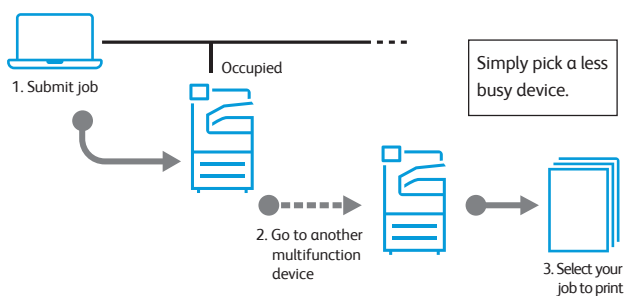 1. Submit job
Occupied
Simply pick a less
busy device.
2. Go to another
multifunction
device
3. Select your
job to print